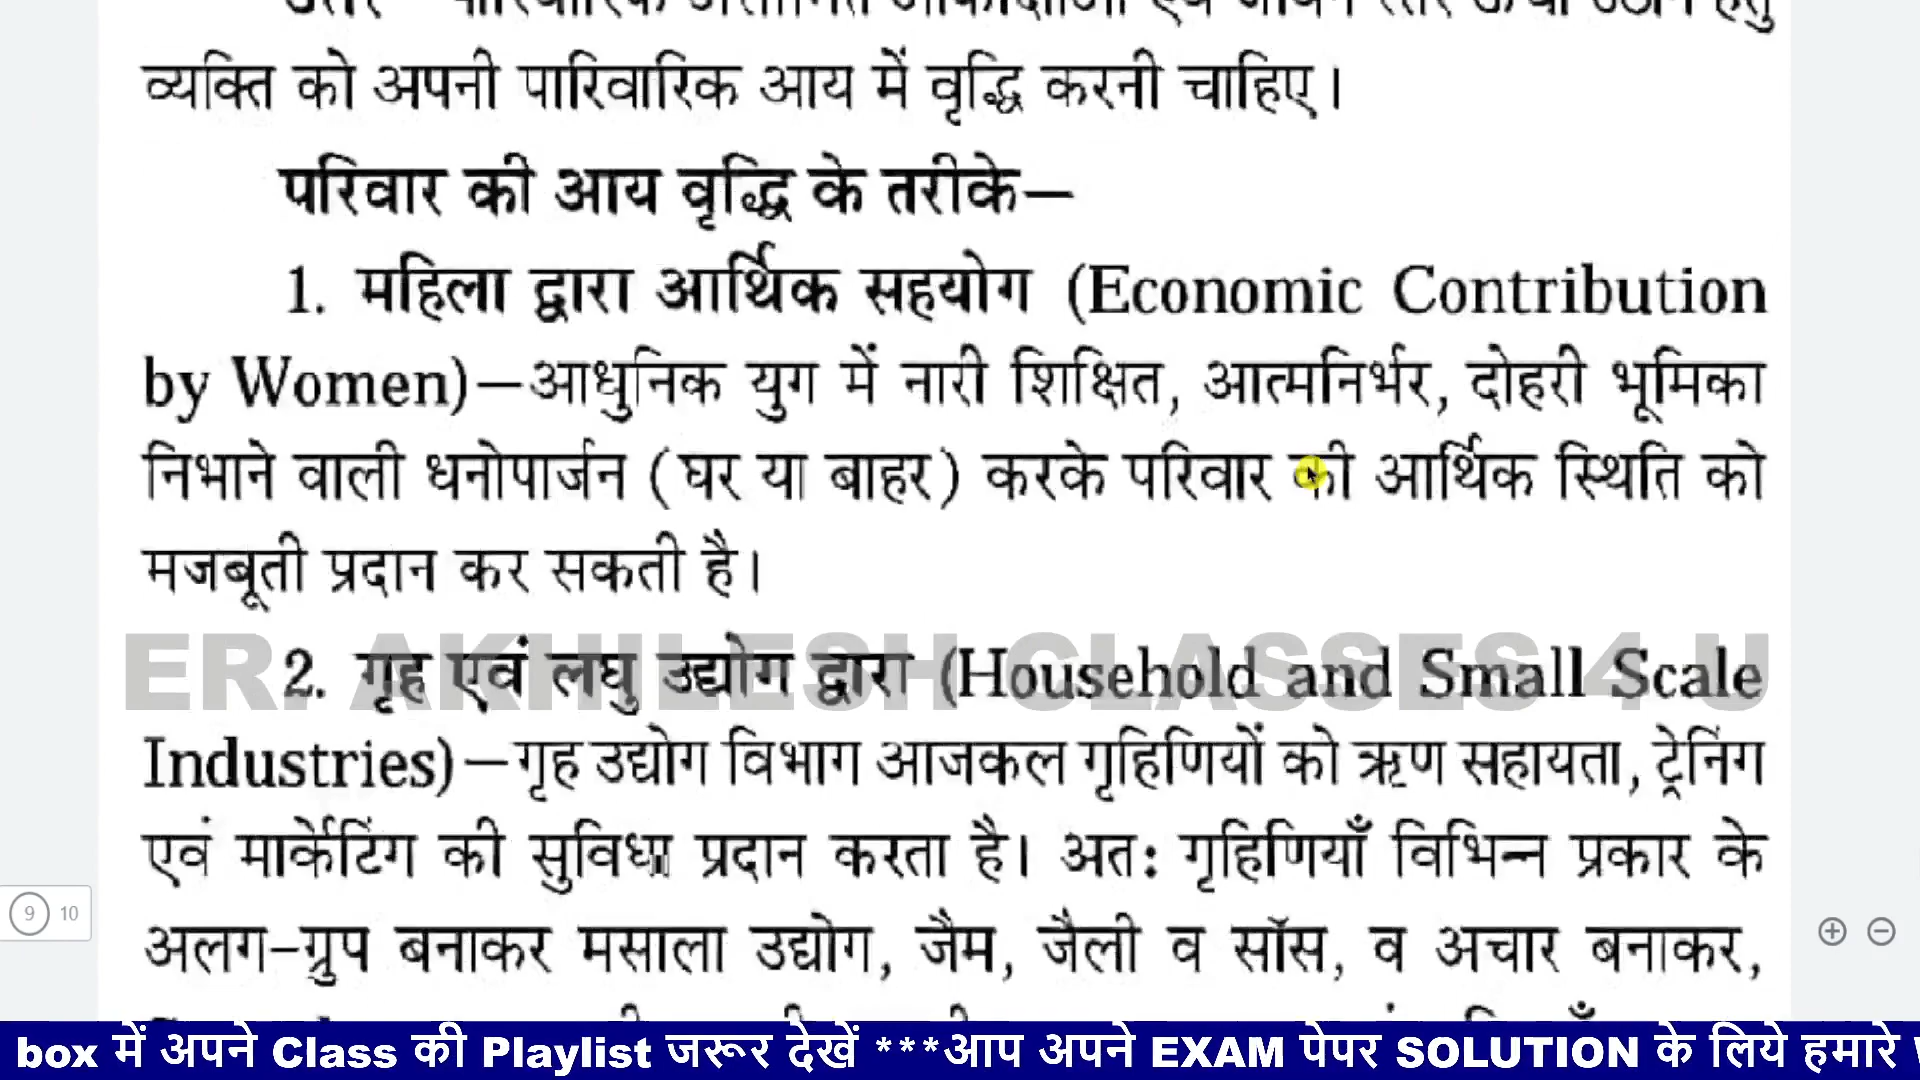 व्यक्ति को अपनी पारिवारिक आय में वृद्धि करनी चाहिए।
परिवार की आय वृद्धि के तरीके—
1. महिला द्वारा आर्थिक सहयोग (Economic Contribution
by Women)—आधुनिक युग में नारी शिक्षित, आत्मनिर्भर, दोहरी भूमिका
निभाने वाली धनोपार्जन (घर या बाहर) करके परिवार की आर्थिक स्थिति को
मजबूती प्रदान कर सकती है।
ER. AKHILESH CLASSES 4 U
2. गृह एवं लघु उद्योग द्वारा (Household and Small Scale
Industries)—गृह उद्योग विभाग आजकल गृहिणियों को ऋण सहायता, ट्रेनिंग
एवं मार्केटिंग की सुविधा प्रदान करता है। अतः गृहिणियाँ विभिन्न प्रकार के
9 10
अलग-ग्रुप बनाकर मसाला उद्योग, जैम, जैली व सॉस, व अचार बनाकर,
box में अपने Class की Playlist जरूर देखें ***आप अपने EXAM पेपर SOLUTION के लिये हमारे